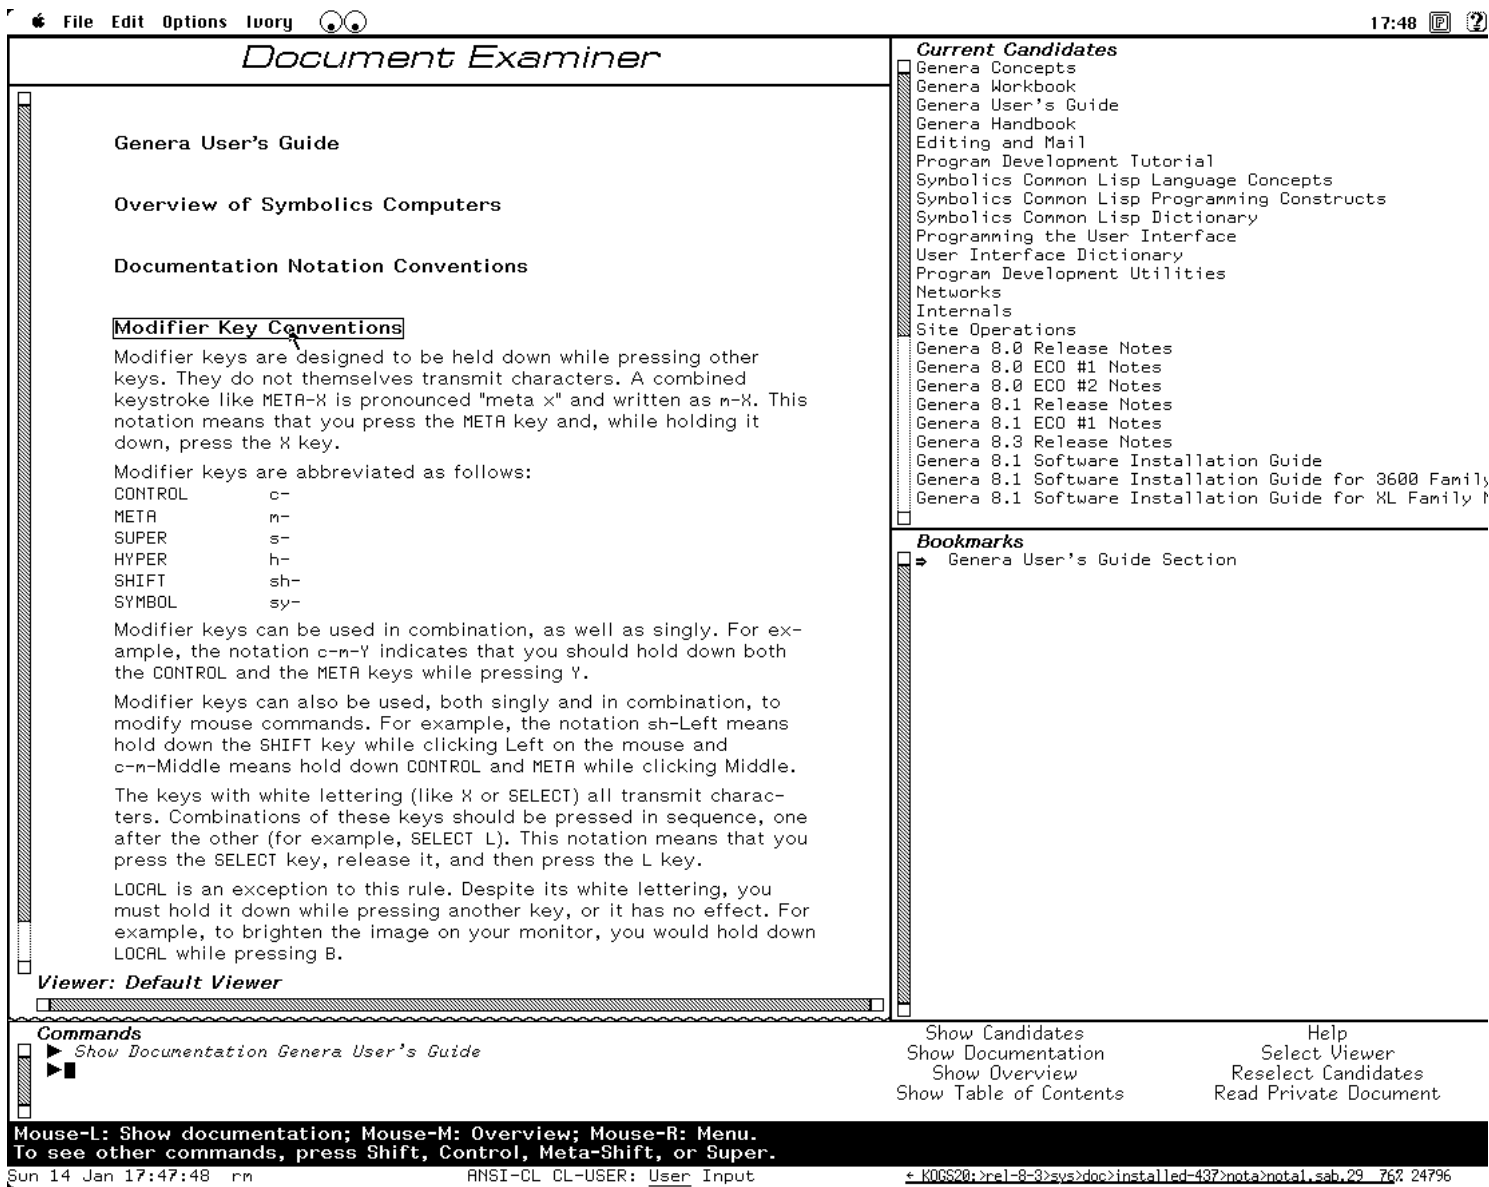 File Edit Options Ivory
17:48
Document Examiner
Genera User's Guide
Overview of Symbolics Computers
Documentation Notation Conventions
Modifier Key Conventions
Modifier keys are designed to be held down while pressing other
keys. They do not themselves transmit characters. A combined
keystroke like META-X is pronounced "meta x" and written as m-X. This
notation means that you press the META key and, while holding it
down, press the X key.
Modifier keys are abbreviated as follows:
CONTROL c-
META m-
SUPER s-
HYPER h-
SHIFT sh-
SYMBOL sy-
Modifier keys can be used in combination, as well as singly. For ex-
ample, the notation c-m-Y indicates that you should hold down both
the CONTROL and the META keys while pressing Y.
Modifier keys can also be used, both singly and in combination, to
modify mouse commands. For example, the notation sh-Left means
hold down the SHIFT key while clicking Left on the mouse and
c-m-Middle means hold down CONTROL and META while clicking Middle.
The keys with white lettering (like X or SELECT) all transmit charac-
ters. Combinations of these keys should be pressed in sequence, one
after the other (for example, SELECT L). This notation means that you
press the SELECT key, release it, and then press the L key.
LOCAL is an exception to this rule. Despite its white lettering, you
must hold it down while pressing another key, or it has no effect. For
example, to brighten the image on your monitor, you would hold down
LOCAL while pressing B.
Viewer: Default Viewer
Current Candidates
Genera Concepts
Genera Workbook
Genera User's Guide
Genera Handbook
Editing and Mail
Program Development Tutorial
Symbolics Common Lisp Language Concepts
Symbolics Common Lisp Programming Constructs
Symbolics Common Lisp Dictionary
Programming the User Interface
User Interface Dictionary
Program Development Utilities
Networks
Internals
Site Operations
Genera 8.0 Release Notes
Genera 8.0 ECO #1 Notes
Genera 8.0 ECO #2 Notes
Genera 8.1 Release Notes
Genera 8.1 ECO #1 Notes
Genera 8.3 Release Notes
Genera 8.1 Software Installation Guide
Genera 8.1 Software Installation Guide for 3600 Family
Genera 8.1 Software Installation Guide for XL Family M
Bookmarks
⇒ Genera User's Guide Section
Commands
Show Documentation Genera User's Guide
Show Candidates Help
Show Documentation Select Viewer
Show Overview Reselect Candidates
Show Table of Contents Read Private Document
Mouse-L: Show documentation; Mouse-M: Overview; Mouse-R: Menu.
To see other commands, press Shift, Control, Meta-Shift, or Super.
Sun 14 Jan 17:47:48 rm ANSI-CL CL-USER: User Input ← KOGS20:>rel-8-3>sys>doc>installed-437>nota>nota1.sab.29 76% 24796